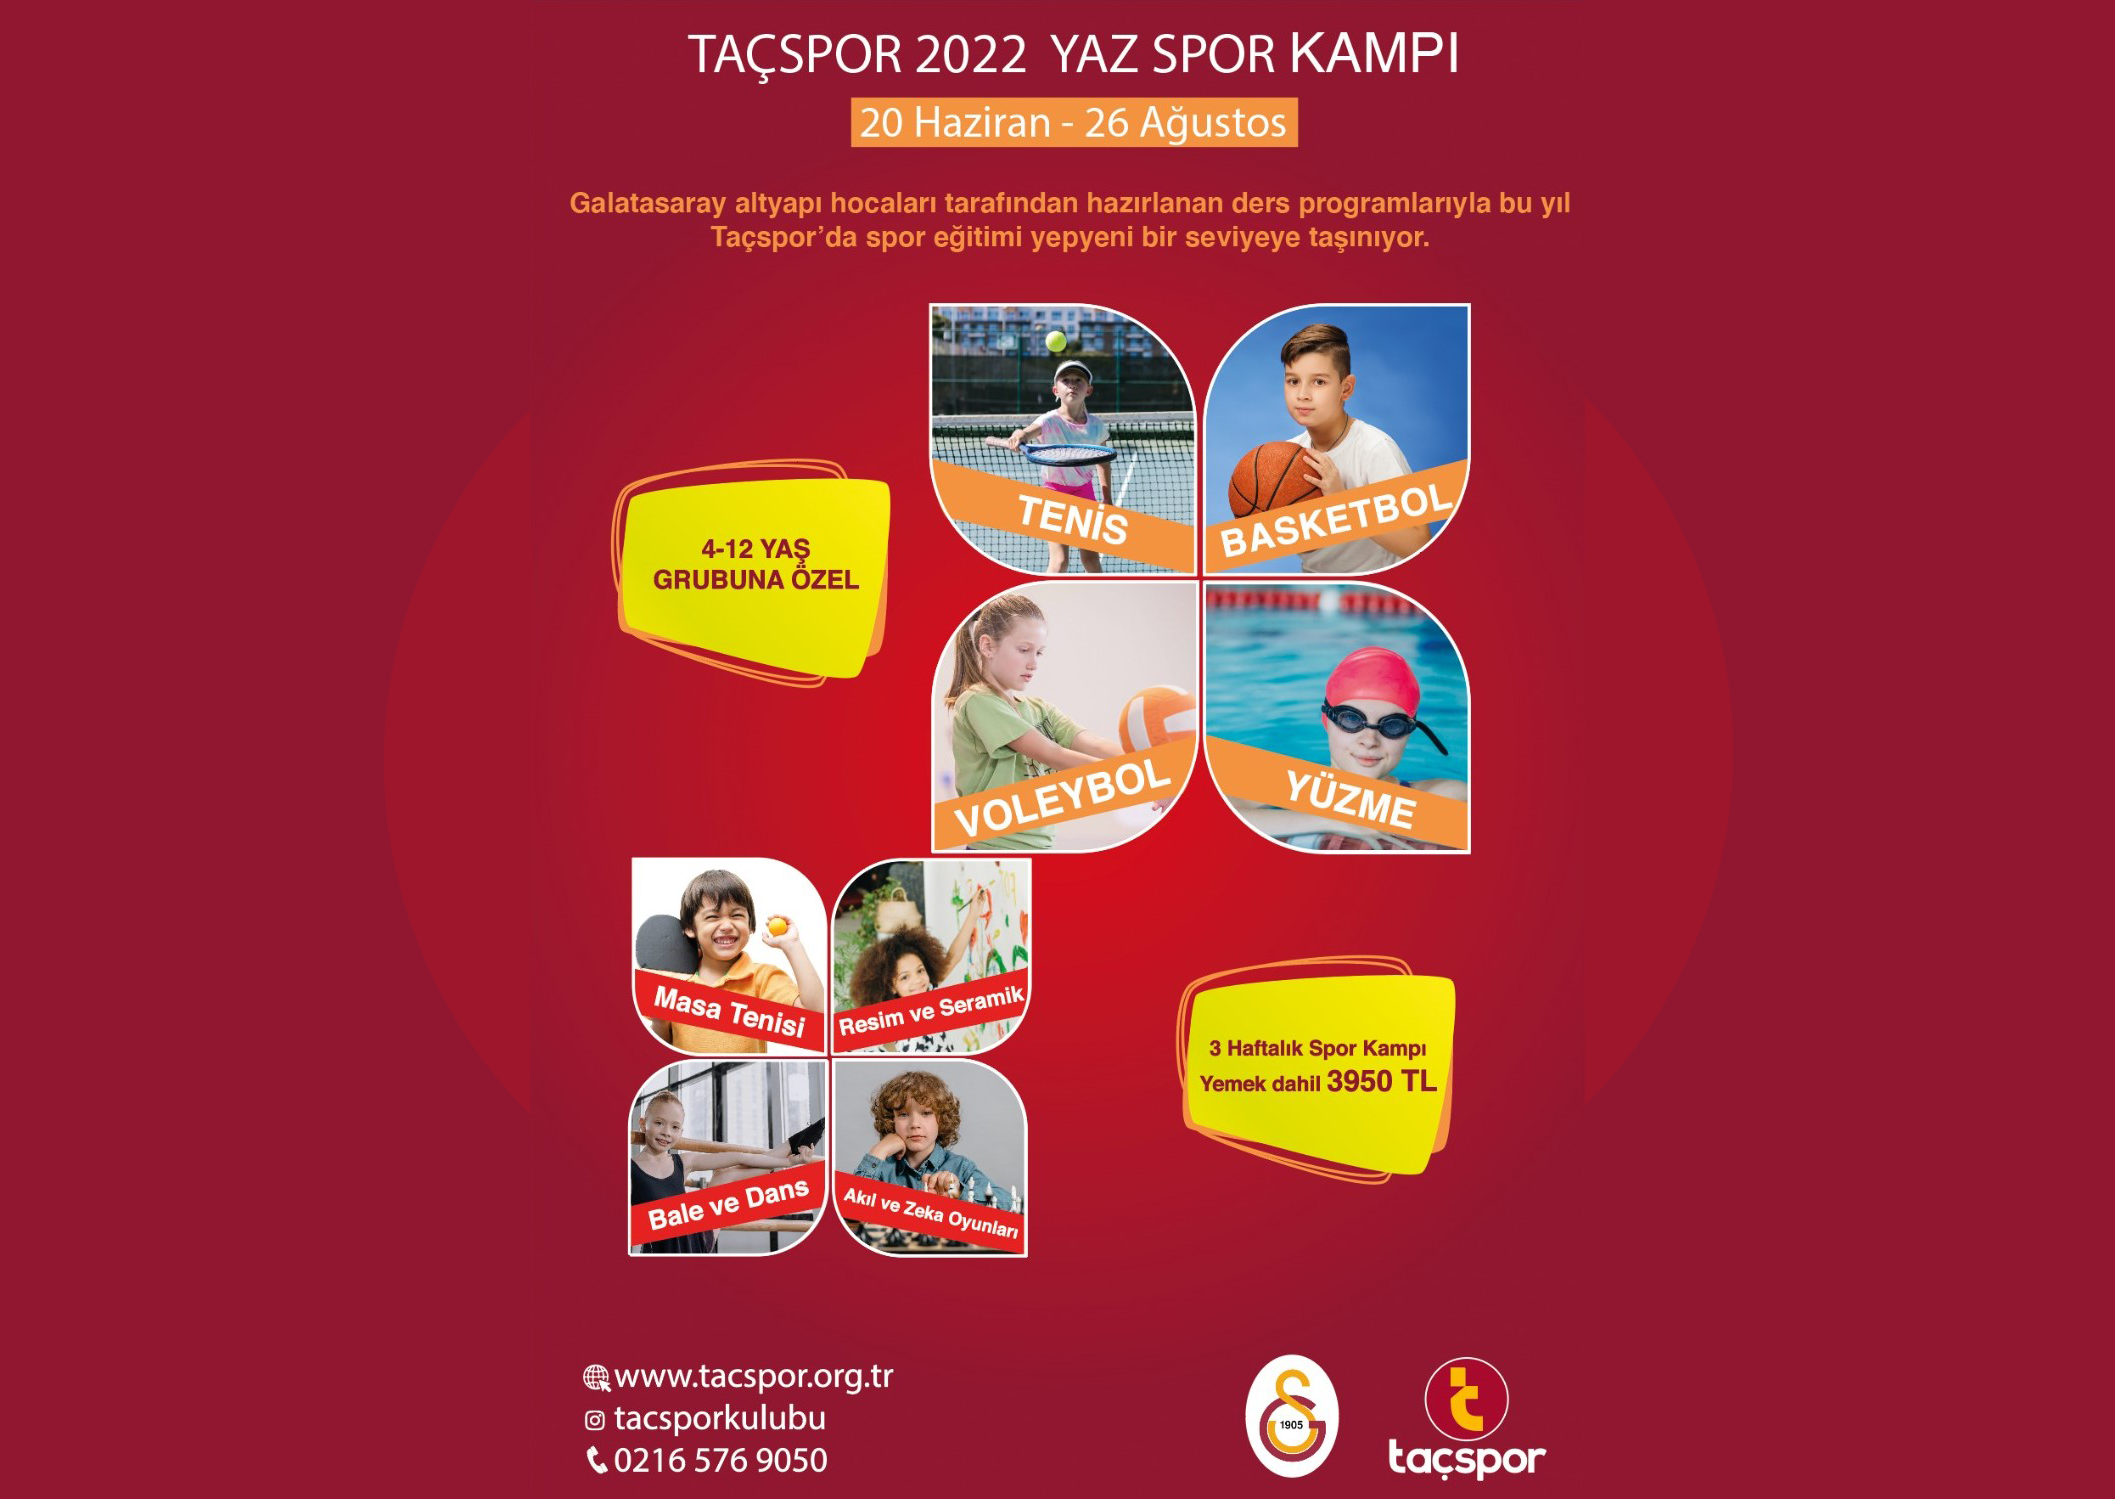 TAÇSPOR 2022 YAZ SPOR KAMPI
20 Haziran - 26 Ağustos
Galatasaray altyapı hocaları tarafından hazırlanan ders programlarıyla bu yıl
Taçspor’da spor eğitimi yepyeni bir seviyeye taşınıyor.
TENİS
BASKETBOL
4-12 YAŞ
GRUBUNA ÖZEL
VOLEYBOL
YÜZME
Masa Tenisi
Resim ve Seramik
Bale ve Dans
Akıl ve Zeka Oyunları
3 Haftalık Spor Kampı
Yemek dahil 3950 TL
www.tacspor.org.tr
tacsporkulubu
0216 576 9050
1905
taçspor